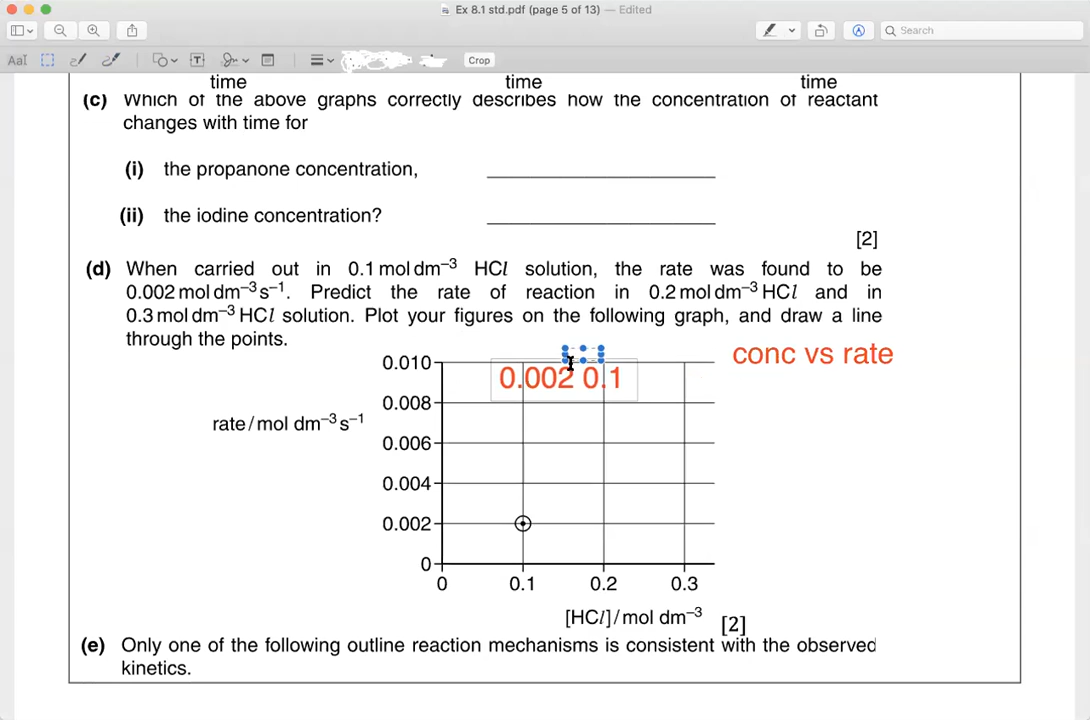 Ex 8.1 std.pdf (page 5 of 13) — Edited
Search
AaI
Crop
time time time
(c) Which of the above graphs correctly describes how the concentration of reactant
changes with time for
(i) the propanone concentration,
(ii) the iodine concentration?
[2]
(d) When carried out in 0.1 mol dm⁻³ HCl solution, the rate was found to be
0.002 mol dm⁻³ s⁻¹. Predict the rate of reaction in 0.2 mol dm⁻³ HCl and in
0.3 mol dm⁻³ HCl solution. Plot your figures on the following graph, and draw a line
through the points.
conc vs rate
0.010
0.002 0.1
0.008
rate/mol dm⁻³ s⁻¹
0.006
0.004
0.002
0
0 0.1 0.2 0.3
[HCl]/mol dm⁻³
[2]
(e) Only one of the following outline reaction mechanisms is consistent with the observed
kinetics.